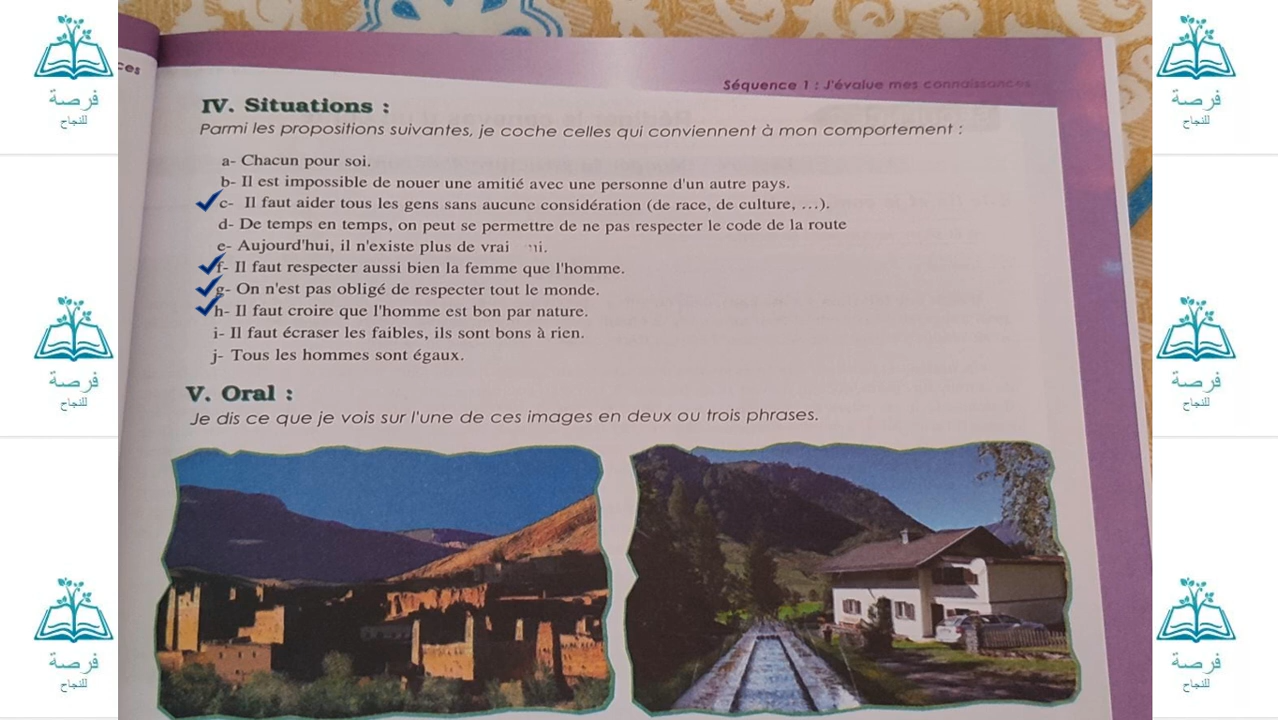 ces
Séquence 1 : J'évalue mes connaissances
IV. Situations :
Parmi les propositions suivantes, je coche celles qui conviennent à mon comportement :
a- Chacun pour soi.
b- Il est impossible de nouer une amitié avec une personne d'un autre pays.
c- Il faut aider tous les gens sans aucune considération (de race, de culture, ...).
d- De temps en temps, on peut se permettre de ne pas respecter le code de la route
e- Aujourd'hui, il n'existe plus de vrai
f- Il faut respecter aussi bien la femme que l'homme.
g- On n'est pas obligé de respecter tout le monde.
h- Il faut croire que l'homme est bon par nature.
i- Il faut écraser les faibles, ils sont bons à rien.
j- Tous les hommes sont égaux.
V. Oral :
Je dis ce que je vois sur l'une de ces images en deux ou trois phrases.
فرصة
للنجاح
فرصة
للنجاح
فرصة
للنجاح
فرصة
للنجاح
فرصة
للنجاح
فرصة
للنجاح